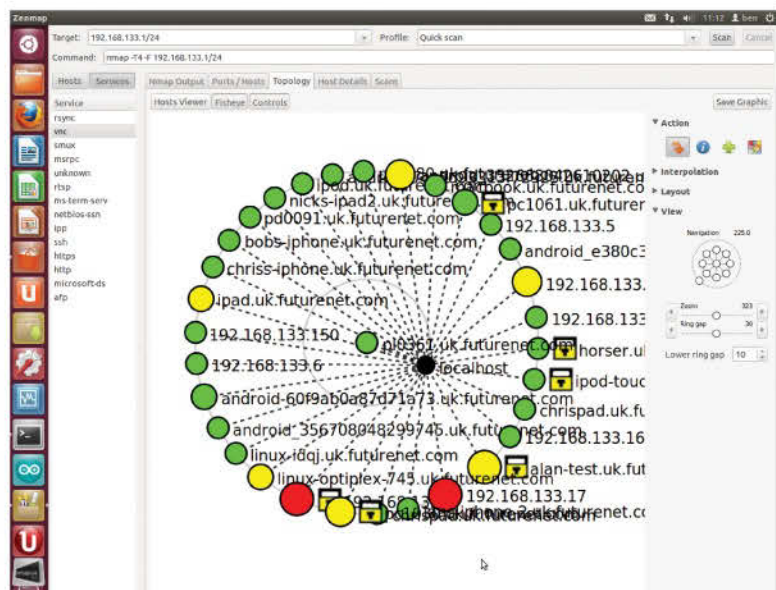 Zenmap
11:12 ben
Target: 192.168.133.1/24 Profile: Quick scan Scan Cancel
Command: nmap -T4 -F 192.168.133.1/24
Hosts Services
Nmap Output Ports / Hosts Topology Host Details Scans
Hosts Viewer Fisheye Controls Save Graphic
Service
rsync
vnc
smux
msrpc
unknown
rtsp
ms-term-serv
netbios-ssn
ipp
ssh
https
http
microsoft-ds
afp
ipod.uk.futurenet.com
nicks-ipad2.uk.futurenet.com
pd0091.uk.futurenet.com
bobs-iphone.uk.futurenet.com
chriss-iphone.uk.futurenet.com
ipad.uk.futurenet.com
192.168.133.150
pl0361.uk.futurenet.com
localhost
192.168.133.6
android-60f9ab0a87d71a73.uk.futurenet.com
android_356708048299745.uk.futurenet.com
linux-optiplex-745.uk.futurenet.com
chrispad.uk.futurenet.com
pc1061.uk.futuren
192.168.133.5
android_e380c3
192.168.133.
192.168.133
horser.ul
ipod-touc
chrispad.uk.fu
192.168.133.16
alan-test.uk.fut
192.168.133.17
Action
Interpolation
Layout
View
Navigation 225.0
Zoom 323
Ring gap 30
Lower ring gap 10